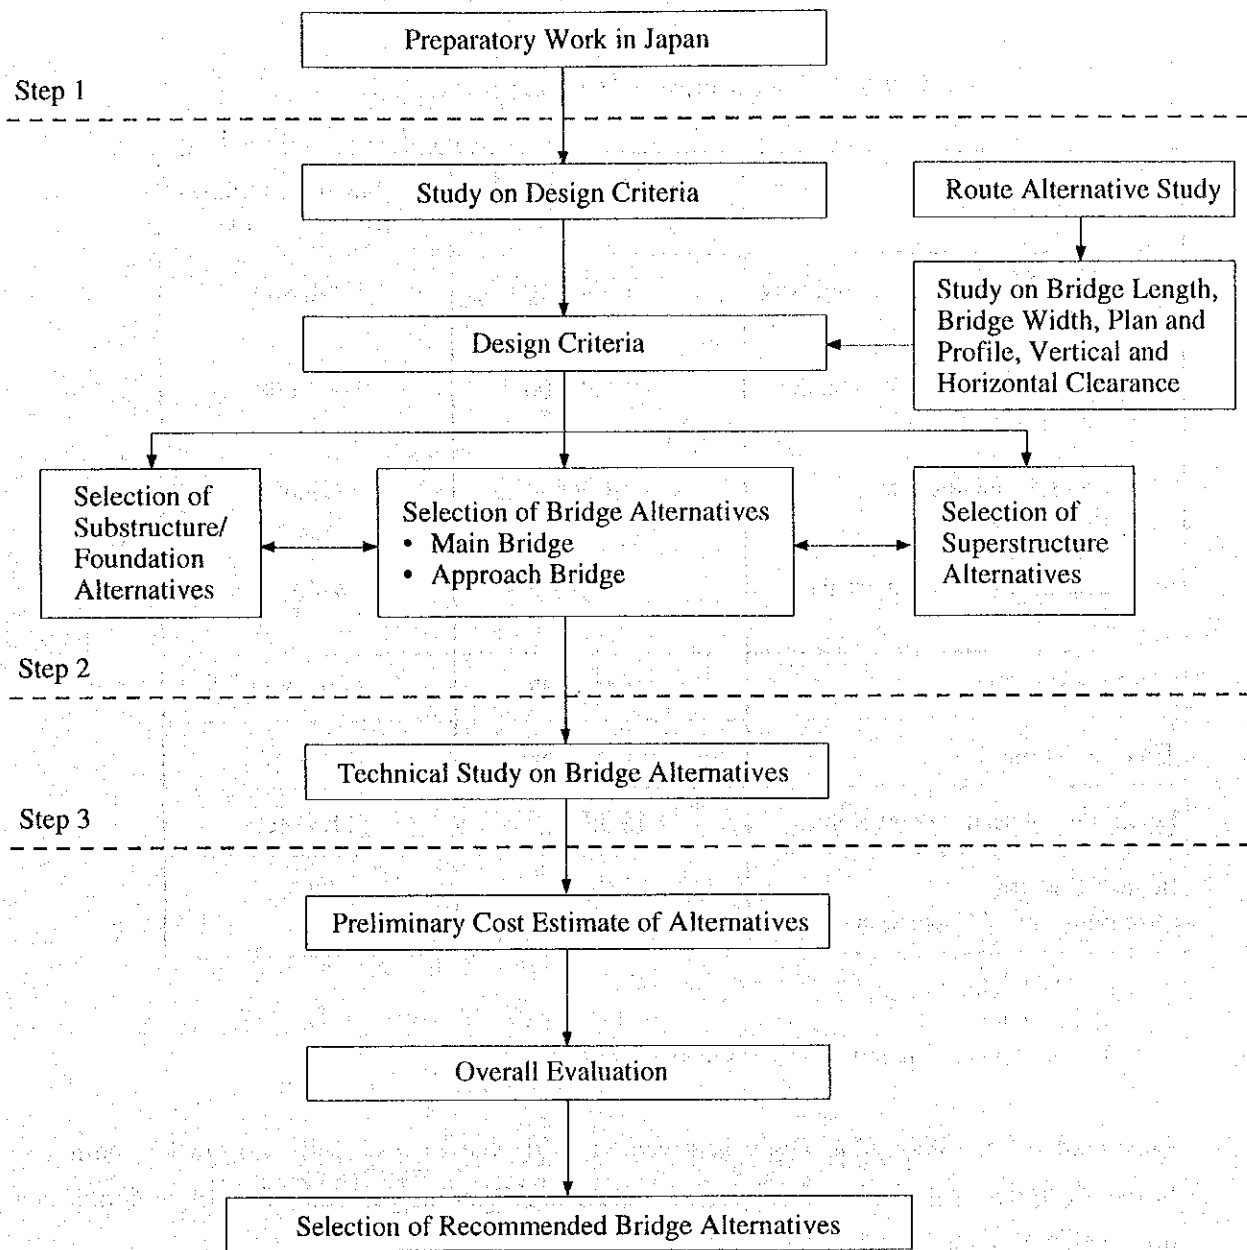 Preparatory Work in Japan
Step 1
Study on Design Criteria
Route Alternative Study
Study on Bridge Length,
Bridge Width, Plan and
Profile, Vertical and
Horizontal Clearance
Design Criteria
Selection of
Substructure/
Foundation
Alternatives
Selection of Bridge Alternatives
• Main Bridge
• Approach Bridge
Selection of
Superstructure
Alternatives
Step 2
Technical Study on Bridge Alternatives
Step 3
Preliminary Cost Estimate of Alternatives
Overall Evaluation
Selection of Recommended Bridge Alternatives